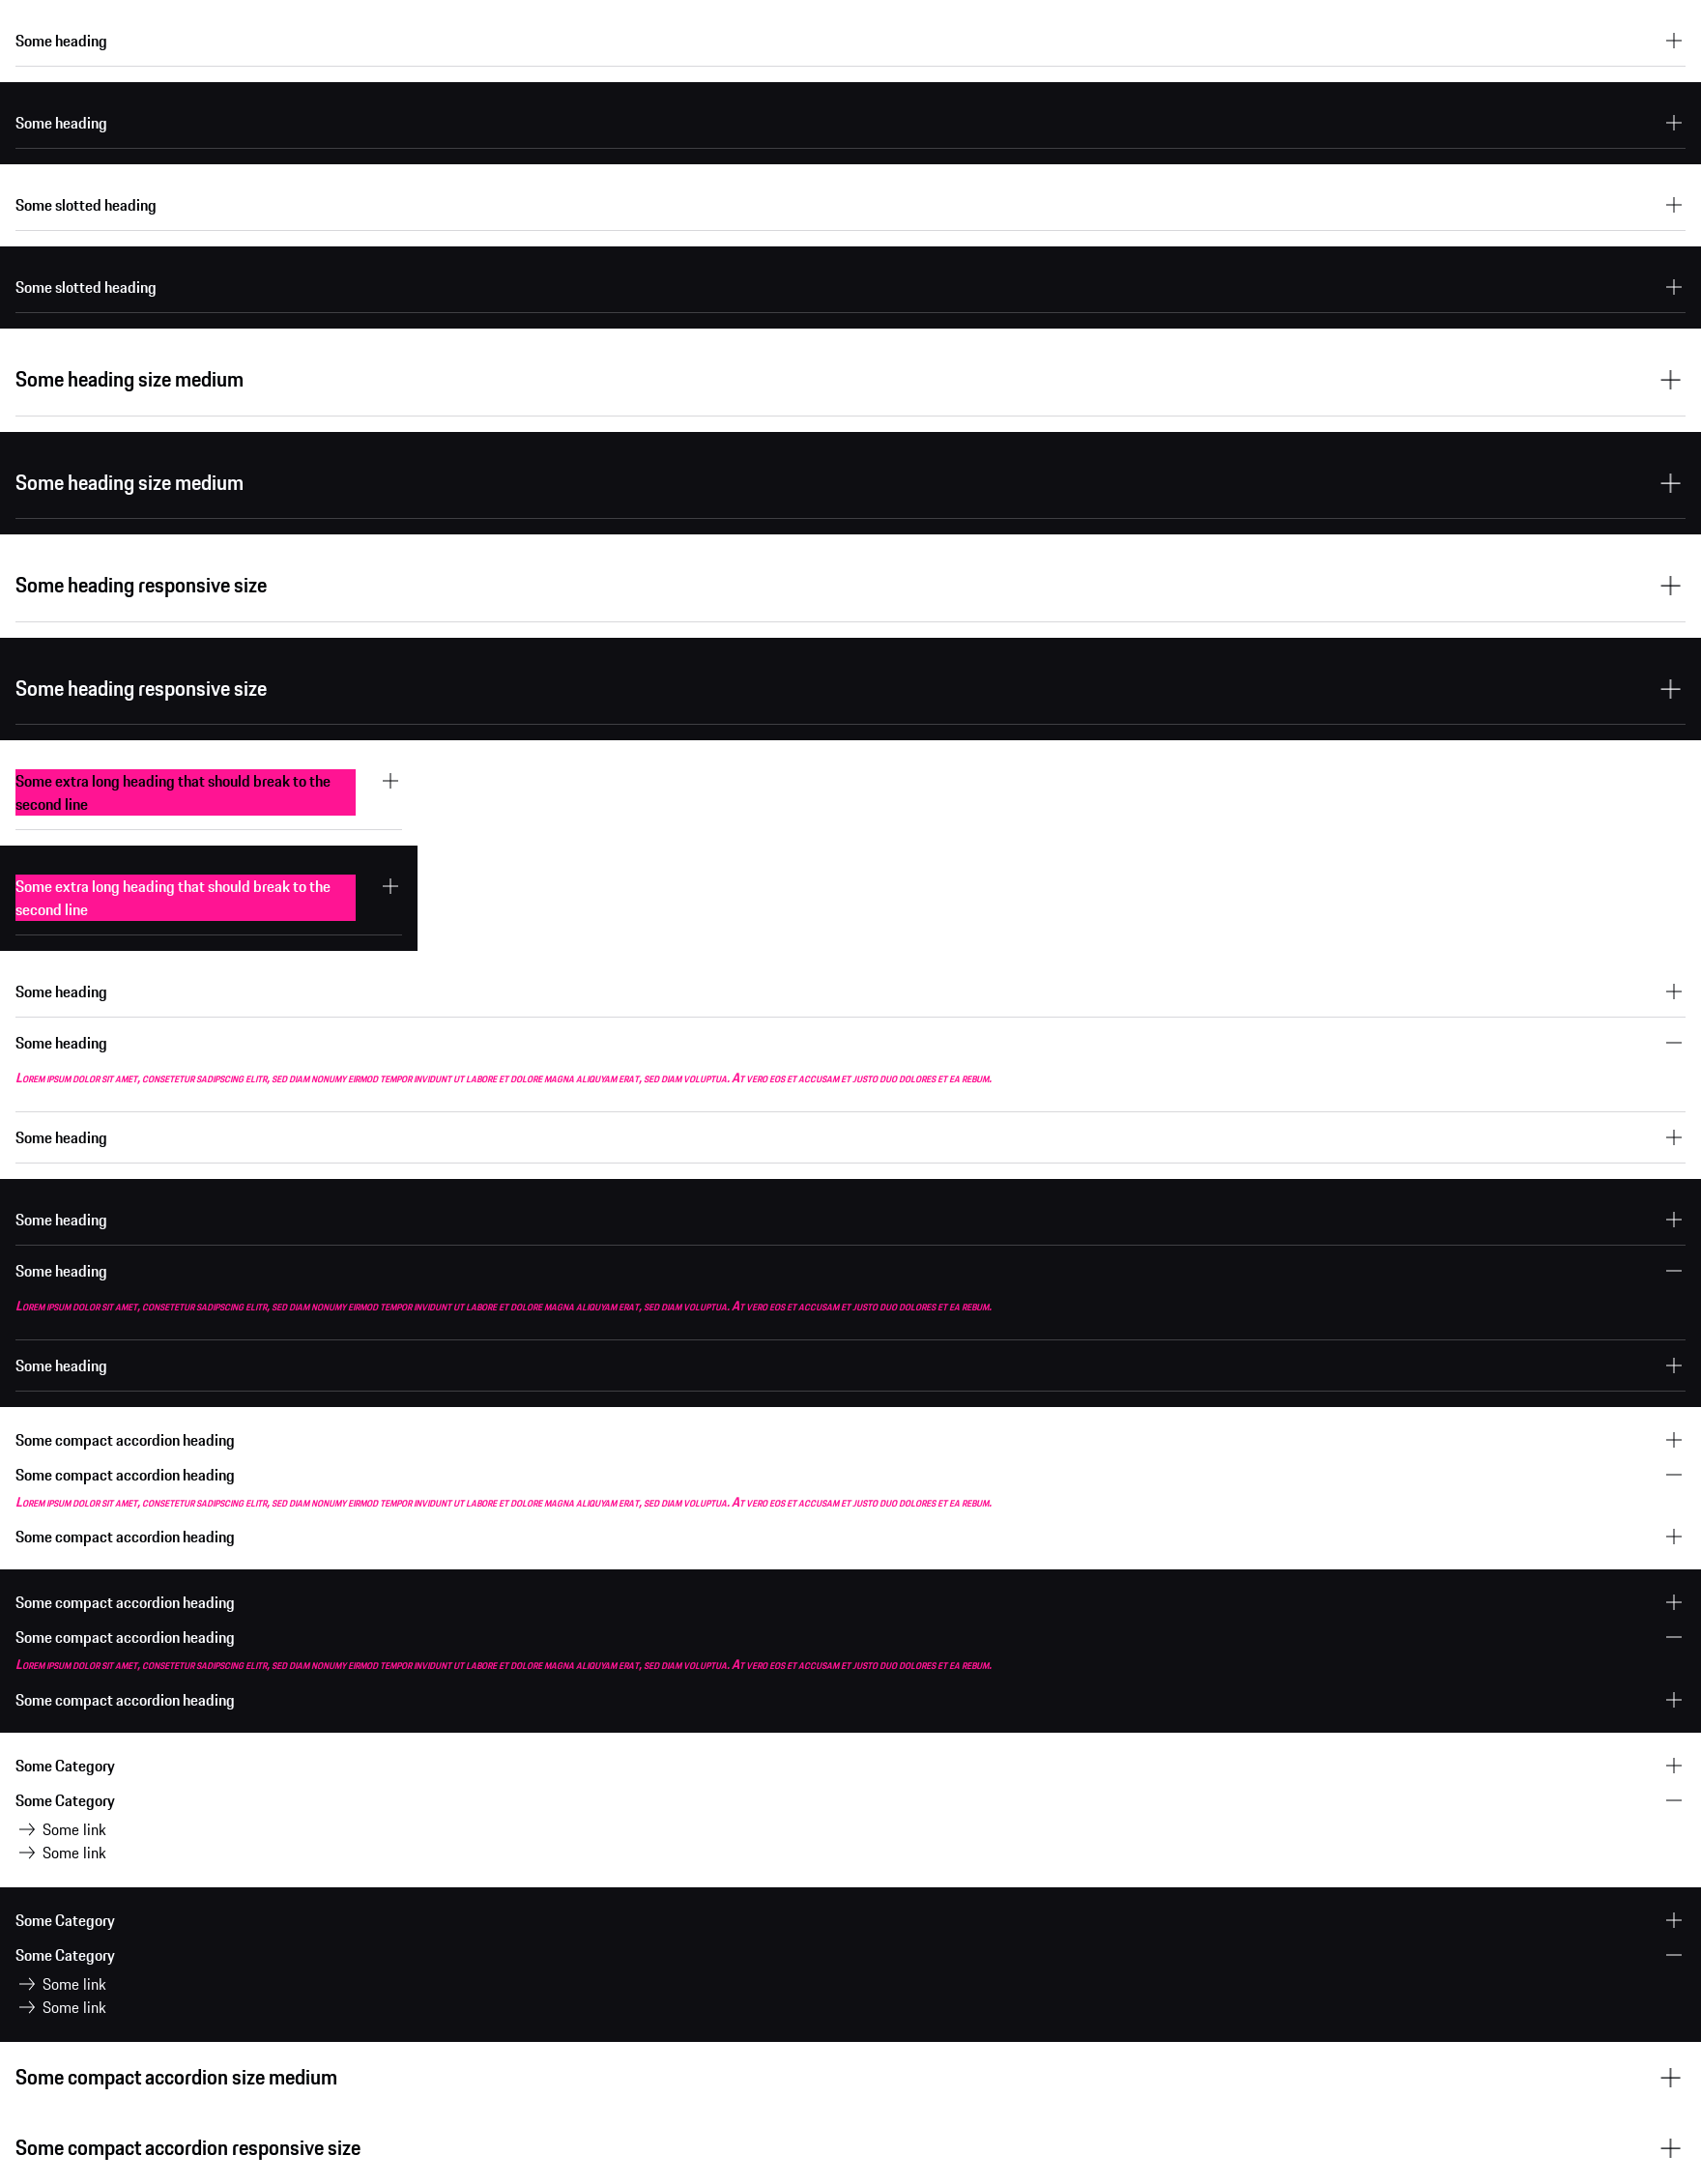 Some heading
Some heading
Some slotted heading
Some slotted heading
Some heading size medium
Some heading size medium
Some heading responsive size
Some heading responsive size
Some extra long heading that should break to the
second line
Some extra long heading that should break to the
second line
Some heading
Some heading
Lorem ipsum dolor sit amet, consetetur sadipscing elitr, sed diam nonumy eirmod tempor invidunt ut labore et dolore magna aliquyam erat, sed diam voluptua. At vero eos et accusam et justo duo dolores et ea rebum.
Some heading
Some heading
Some heading
Lorem ipsum dolor sit amet, consetetur sadipscing elitr, sed diam nonumy eirmod tempor invidunt ut labore et dolore magna aliquyam erat, sed diam voluptua. At vero eos et accusam et justo duo dolores et ea rebum.
Some heading
Some compact accordion heading
Some compact accordion heading
Lorem ipsum dolor sit amet, consetetur sadipscing elitr, sed diam nonumy eirmod tempor invidunt ut labore et dolore magna aliquyam erat, sed diam voluptua. At vero eos et accusam et justo duo dolores et ea rebum.
Some compact accordion heading
Some compact accordion heading
Some compact accordion heading
Lorem ipsum dolor sit amet, consetetur sadipscing elitr, sed diam nonumy eirmod tempor invidunt ut labore et dolore magna aliquyam erat, sed diam voluptua. At vero eos et accusam et justo duo dolores et ea rebum.
Some compact accordion heading
Some Category
Some Category
Some link
Some link
Some Category
Some Category
Some link
Some link
Some compact accordion size medium
Some compact accordion responsive size